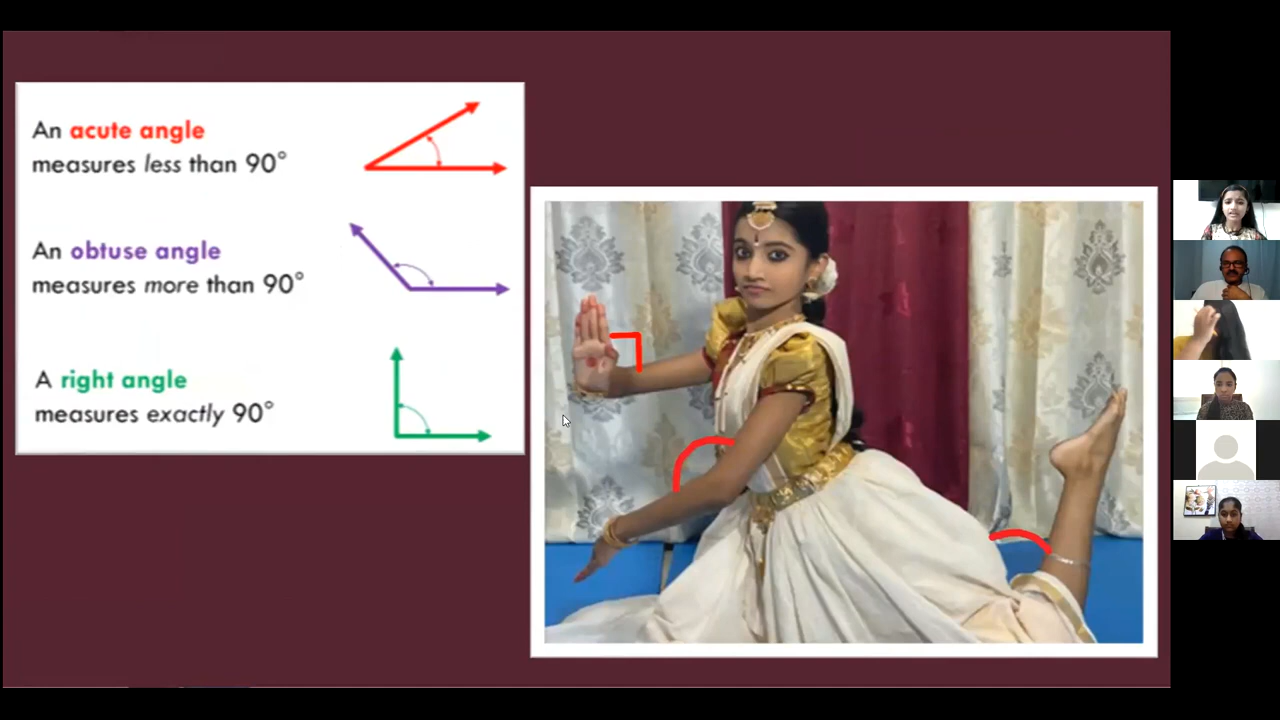 An acute angle
measures less than 90°
An obtuse angle
measures more than 90°
A right angle
measures exactly 90°